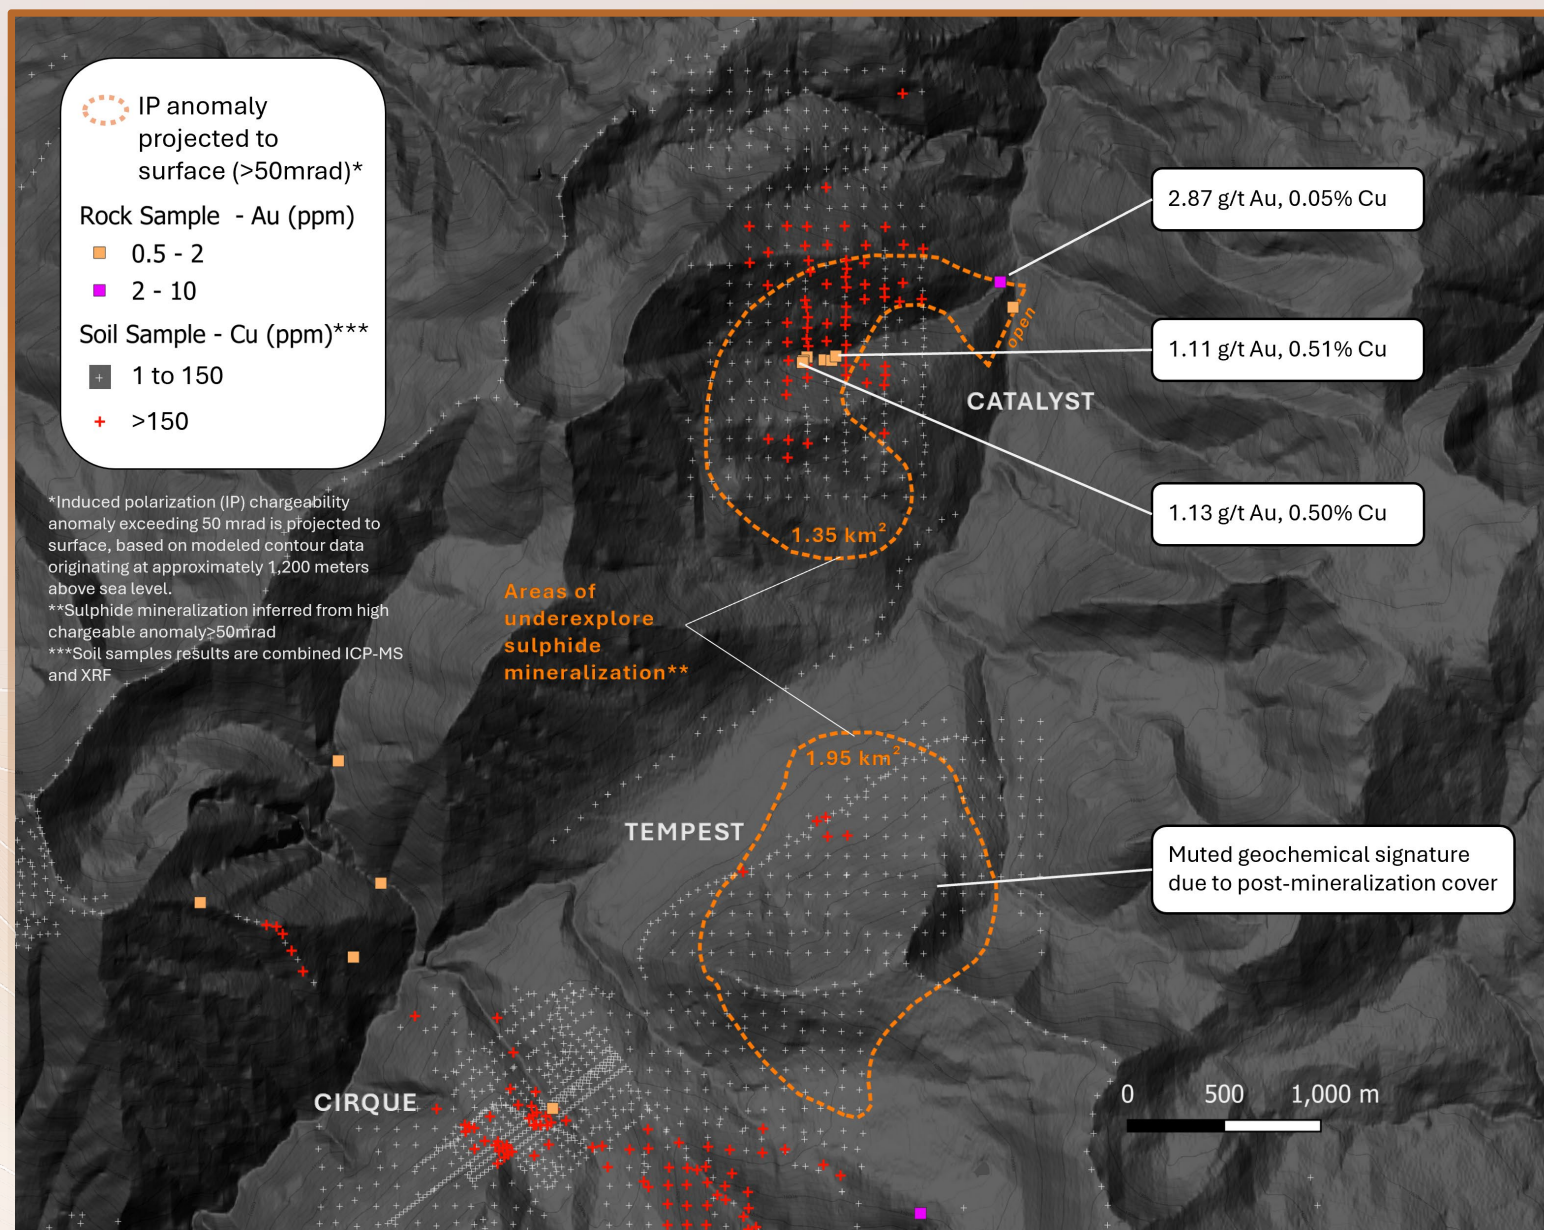 IP anomaly
projected to
surface (>50mrad)*
Rock Sample - Au (ppm)
0.5 - 2
2 - 10
Soil Sample - Cu (ppm)***
1 to 150
>150
*Induced polarization (IP) chargeability
anomaly exceeding 50 mrad is projected to
surface, based on modeled contour data
originating at approximately 1,200 meters
above sea level.
**Sulphide mineralization inferred from high
chargeable anomaly>50mrad
***Soil samples results are combined ICP-MS
and XRF
2.87 g/t Au, 0.05% Cu
open
1.11 g/t Au, 0.51% Cu
CATALYST
1.13 g/t Au, 0.50% Cu
1.35 km²
Areas of
underexplore
sulphide
mineralization**
1.95 km²
TEMPEST
Muted geochemical signature
due to post-mineralization cover
CIRQUE
0 500 1,000 m